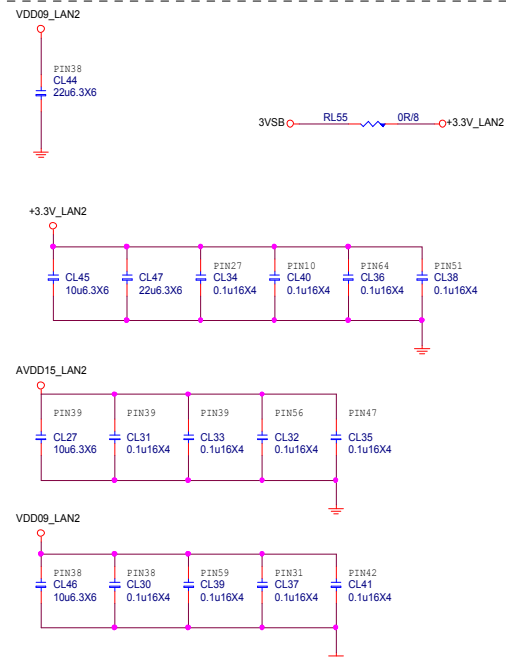 VDD09_LAN2
PIN38
CL44
22u6.3X6
3VSB RL55 0R/8 +3.3V_LAN2
+3.3V_LAN2
PIN27 PIN10 PIN64 PIN51
CL45 CL47 CL34 CL40 CL36 CL38
10u6.3X6 22u6.3X6 0.1u16X4 0.1u16X4 0.1u16X4 0.1u16X4
AVDD15_LAN2
PIN39 PIN39 PIN39 PIN56 PIN47
CL27 CL31 CL33 CL32 CL35
10u6.3X6 0.1u16X4 0.1u16X4 0.1u16X4 0.1u16X4
VDD09_LAN2
PIN38 PIN38 PIN59 PIN31 PIN42
CL46 CL30 CL39 CL37 CL41
10u6.3X6 0.1u16X4 0.1u16X4 0.1u16X4 0.1u16X4